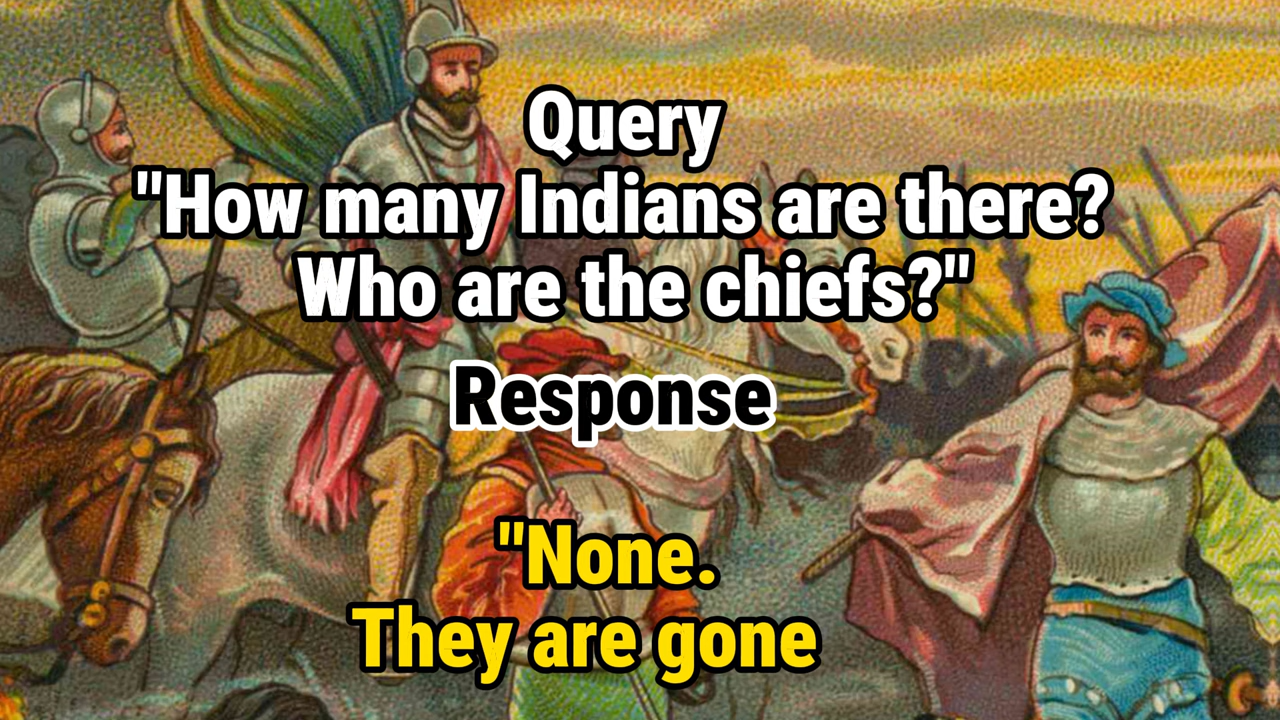 Query
"How many Indians are there?
Who are the chiefs?"
Response
"None.
They are gone